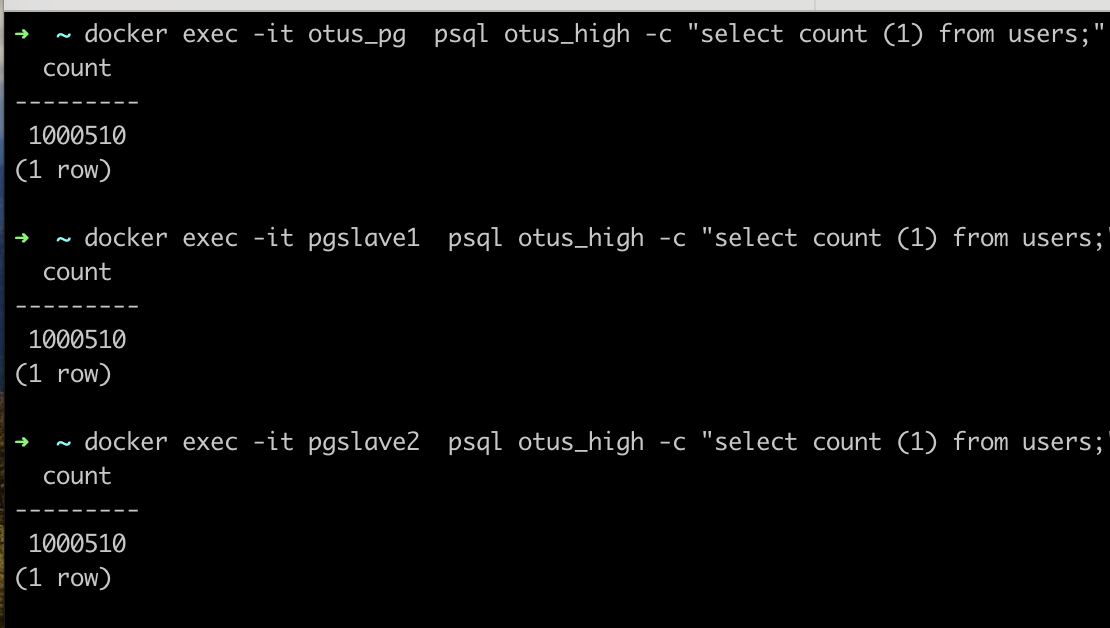 ➜  ~ docker exec -it otus_pg  psql otus_high -c "select count (1) from users;"
  count
---------
 1000510
(1 row)
➜  ~ docker exec -it pgslave1  psql otus_high -c "select count (1) from users;"
  count
---------
 1000510
(1 row)
➜  ~ docker exec -it pgslave2  psql otus_high -c "select count (1) from users;"
  count
---------
 1000510
(1 row)